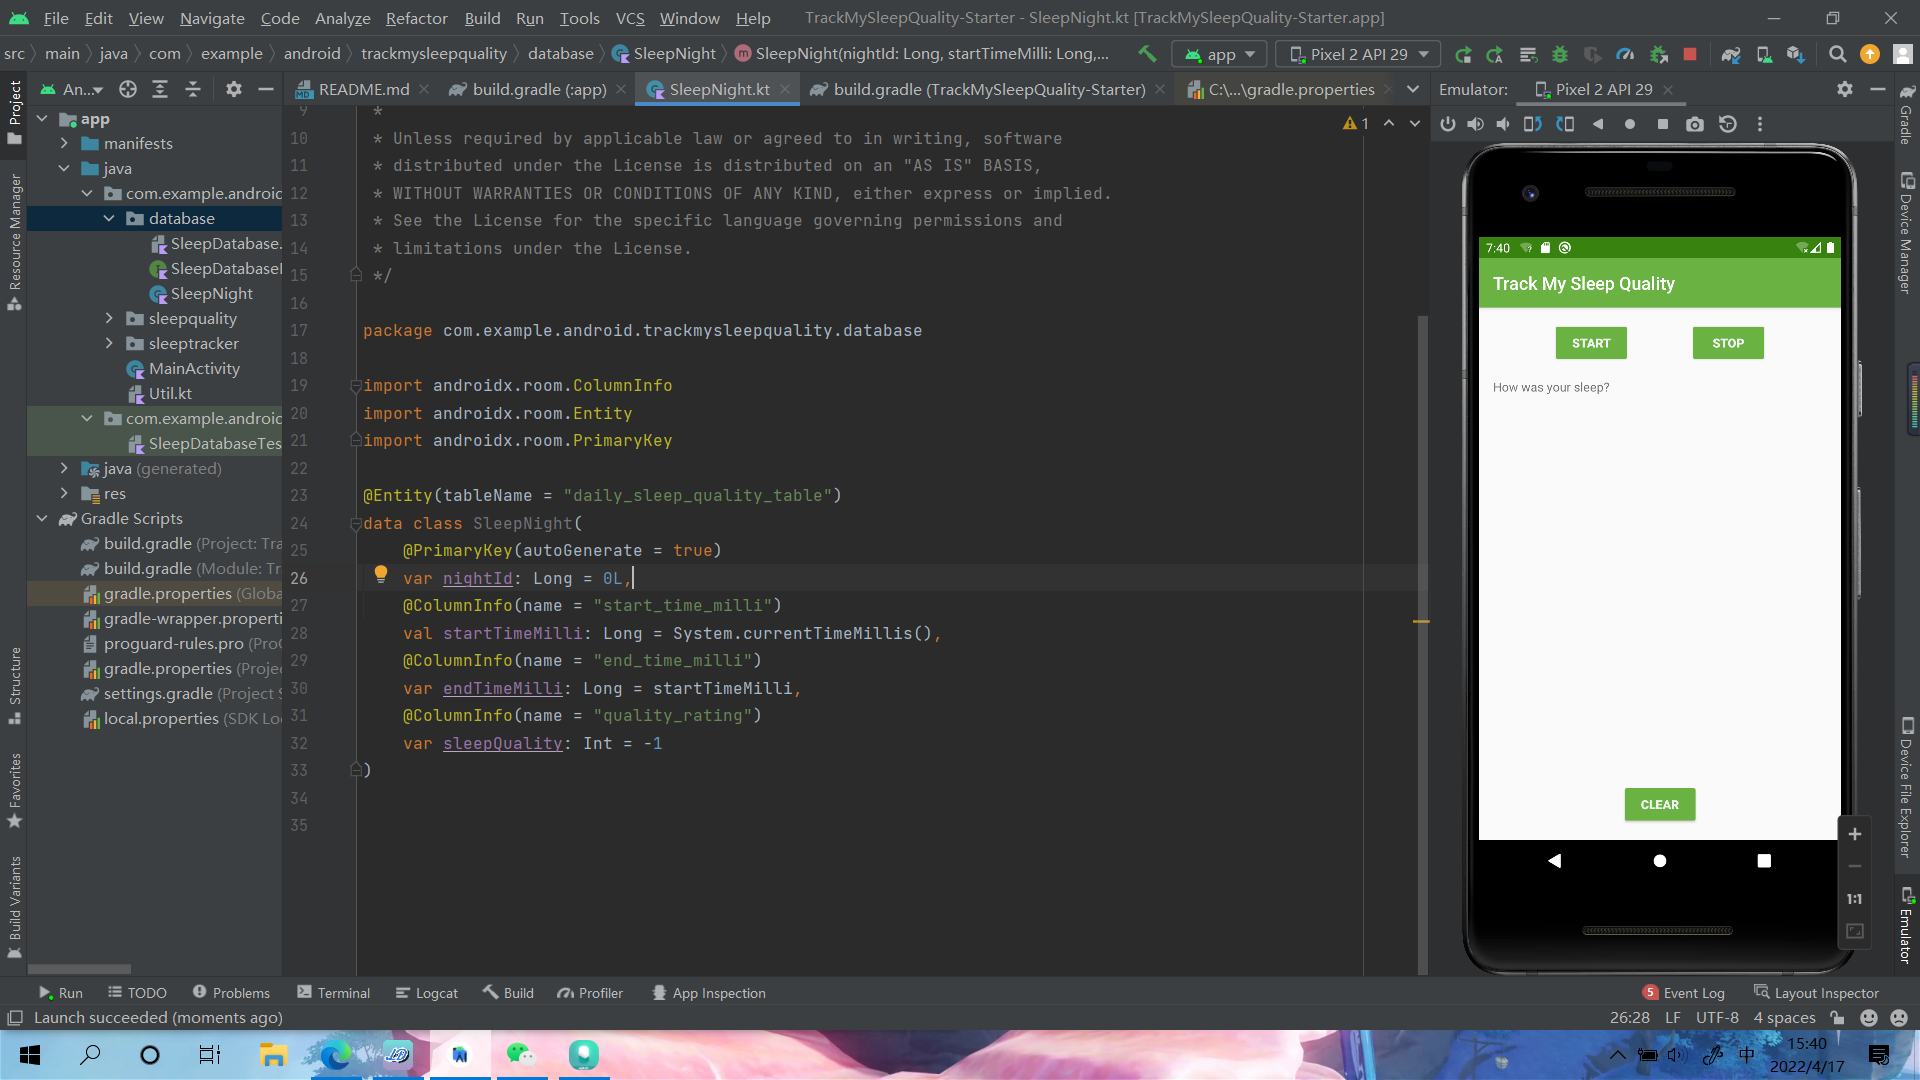 File Edit View Navigate Code Analyze Refactor Build Run Tools VCS Window Help TrackMySleepQuality-Starter - SleepNight.kt [TrackMySleepQuality-Starter.app]
src main java com example android trackmysleepquality database SleepNight SleepNight(nightId: Long, startTimeMilli: Long,... app Pixel 2 API 29
An... README.md build.gradle (:app) SleepNight.kt build.gradle (TrackMySleepQuality-Starter) C:\...\gradle.properties Emulator: Pixel 2 API 29
Project
Resource Manager
Structure
Favorites
Build Variants
app
manifests
java
com.example.android
database
SleepDatabase.
SleepDatabase
SleepNight
sleepquality
sleeptracker
MainActivity
Util.kt
com.example.android
SleepDatabaseTes
java (generated)
res
Gradle Scripts
build.gradle (Project: Tra
build.gradle (Module: Tr
gradle.properties (Globa
gradle-wrapper.properti
proguard-rules.pro (ProG
gradle.properties (Projec
settings.gradle (Project S
local.properties (SDK Lo
1
9 *
10 * Unless required by applicable law or agreed to in writing, software
11 * distributed under the License is distributed on an "AS IS" BASIS,
12 * WITHOUT WARRANTIES OR CONDITIONS OF ANY KIND, either express or implied.
13 * See the License for the specific language governing permissions and
14 * limitations under the License.
15 */
16
17 package com.example.android.trackmysleepquality.database
18
19 import androidx.room.ColumnInfo
20 import androidx.room.Entity
21 import androidx.room.PrimaryKey
22
23 @Entity(tableName = "daily_sleep_quality_table")
24 data class SleepNight(
25 @PrimaryKey(autoGenerate = true)
26 var nightId: Long = 0L,
27 @ColumnInfo(name = "start_time_milli")
28 val startTimeMilli: Long = System.currentTimeMillis(),
29 @ColumnInfo(name = "end_time_milli")
30 var endTimeMilli: Long = startTimeMilli,
31 @ColumnInfo(name = "quality_rating")
32 var sleepQuality: Int = -1
33 )
34
35
7:40
Track My Sleep Quality
START STOP
How was your sleep?
CLEAR
1:1
Gradle
Device Manager
Device File Explorer
Emulator
Run TODO Problems Terminal Logcat Build Profiler App Inspection 5 Event Log Layout Inspector
Launch succeeded (moments ago) 26:28 LF UTF-8 4 spaces
中 15:40
2022/4/17